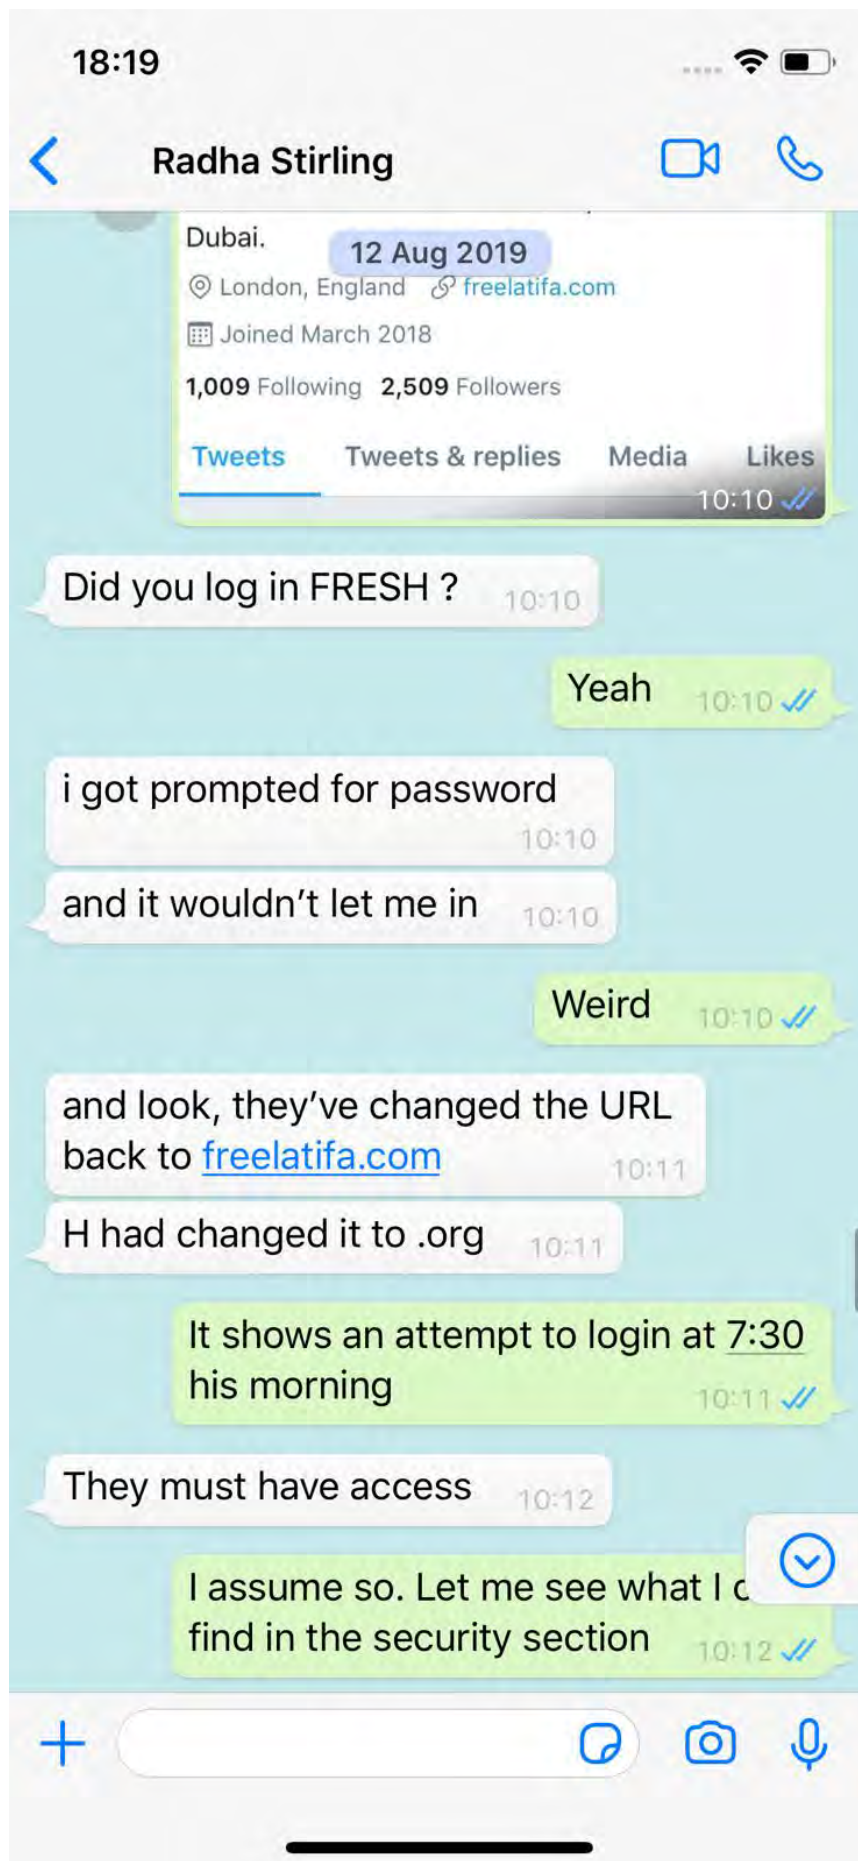 18:19
Radha Stirling
Dubai.
12 Aug 2019
London, England freelatifa.com
Joined March 2018
1,009 Following 2,509 Followers
Tweets Tweets & replies Media Likes
10:10
Did you log in FRESH ? 10:10
Yeah 10:10
i got prompted for password
10:10
and it wouldn't let me in 10:10
Weird 10:10
and look, they've changed the URL
back to freelatifa.com 10:11
H had changed it to .org 10:11
It shows an attempt to login at 7:30
his morning 10:11
They must have access 10:12
I assume so. Let me see what I
find in the security section 10:12